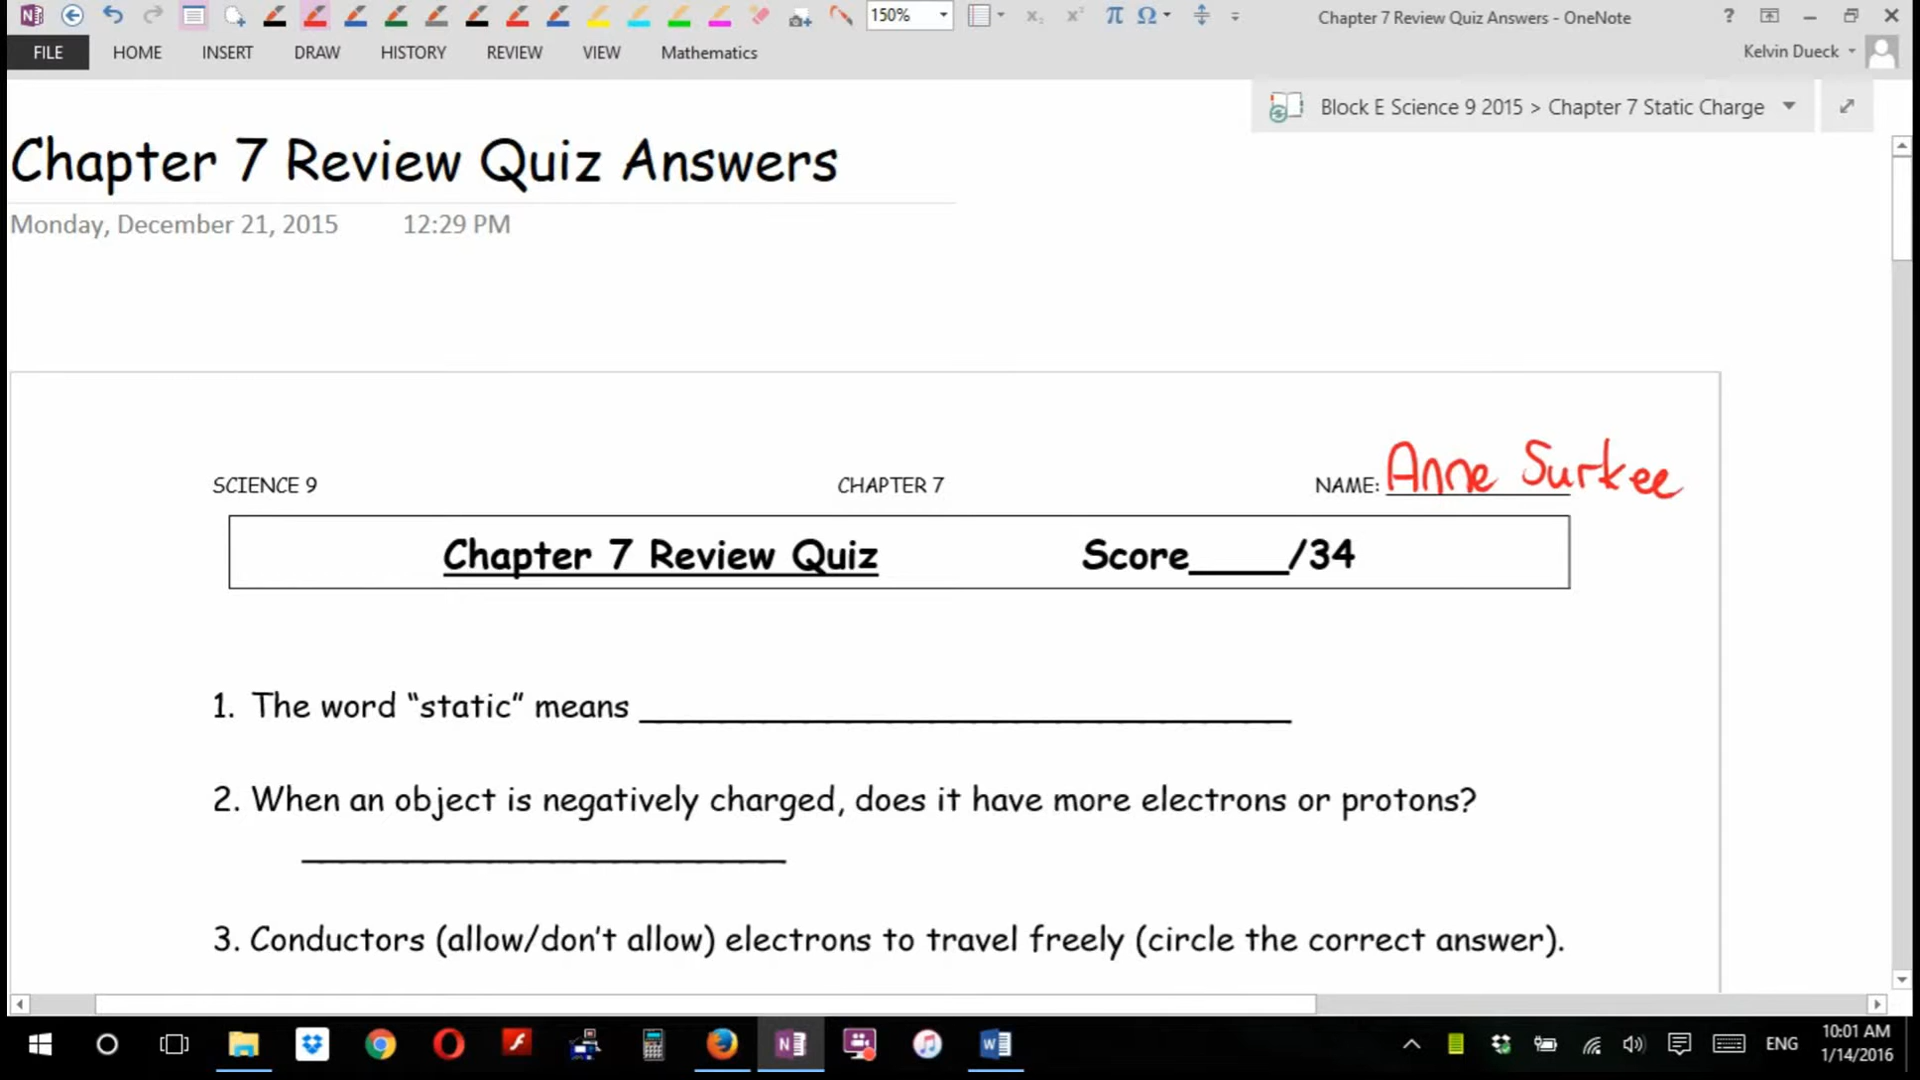 150% π Ω Chapter 7 Review Quiz Answers - OneNote ?
FILE HOME INSERT DRAW HISTORY REVIEW VIEW Mathematics Kelvin Dueck
Block E Science 9 2015 > Chapter 7 Static Charge
Chapter 7 Review Quiz Answers
Monday, December 21, 2015 12:29 PM
SCIENCE 9 CHAPTER 7 NAME: Anne Surkee
Chapter 7 Review Quiz Score____/34
1. The word “static” means ____________________
2. When an object is negatively charged, does it have more electrons or protons?
____________________
3. Conductors (allow/don’t allow) electrons to travel freely (circle the correct answer).
ENG 10:01 AM
1/14/2016